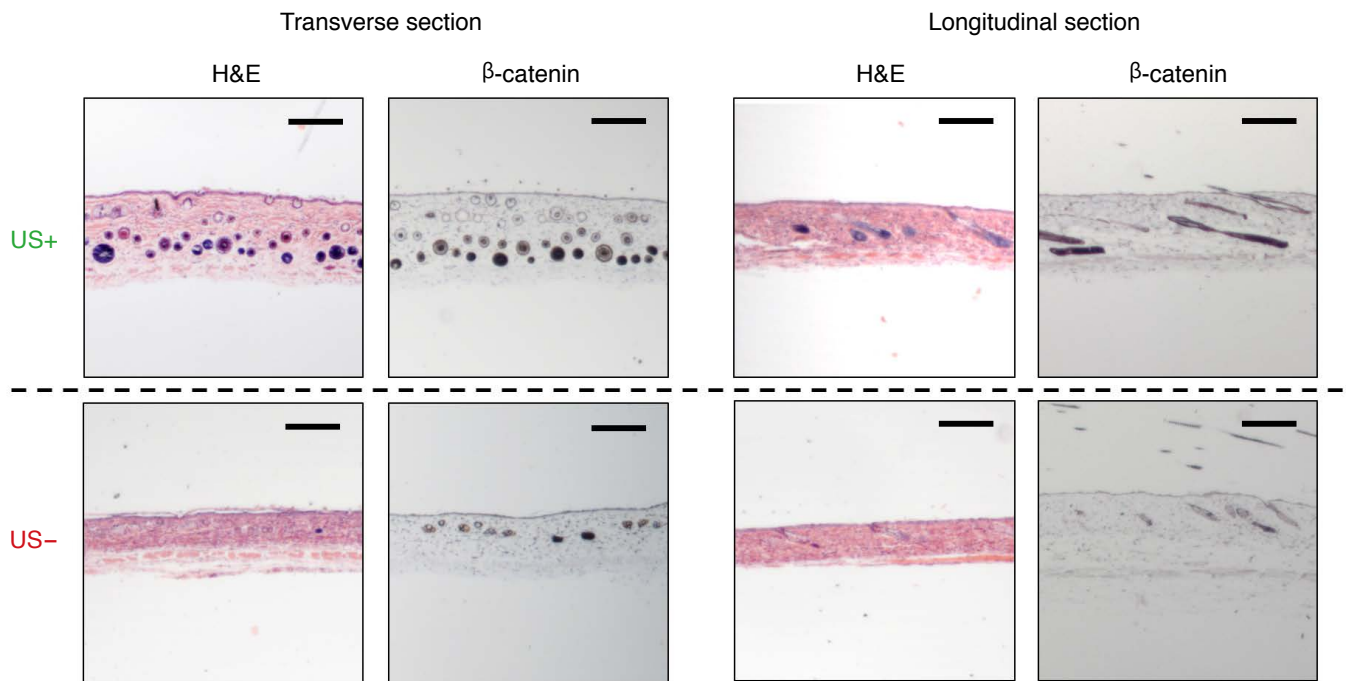 Transverse section
Longitudinal section
H&E
β-catenin
H&E
β-catenin
US+
US−